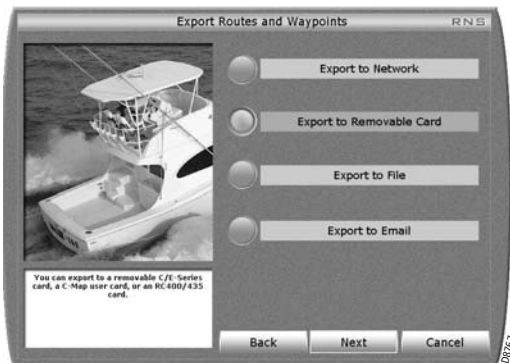 Export Routes and Waypoints
RNS
Export to Network
Export to Removable Card
Export to File
Export to Email
You can export to a removable C/E-Series
card, a C-Map user card, or an RC400/435
card.
Back
Next
Cancel
D8767